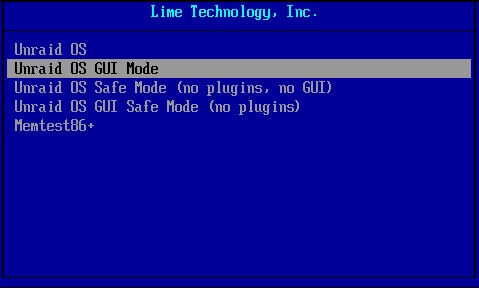 Lime Technology, Inc.
Unraid OS
Unraid OS GUI Mode
Unraid OS Safe Mode (no plugins, no GUI)
Unraid OS GUI Safe Mode (no plugins)
Memtest86+